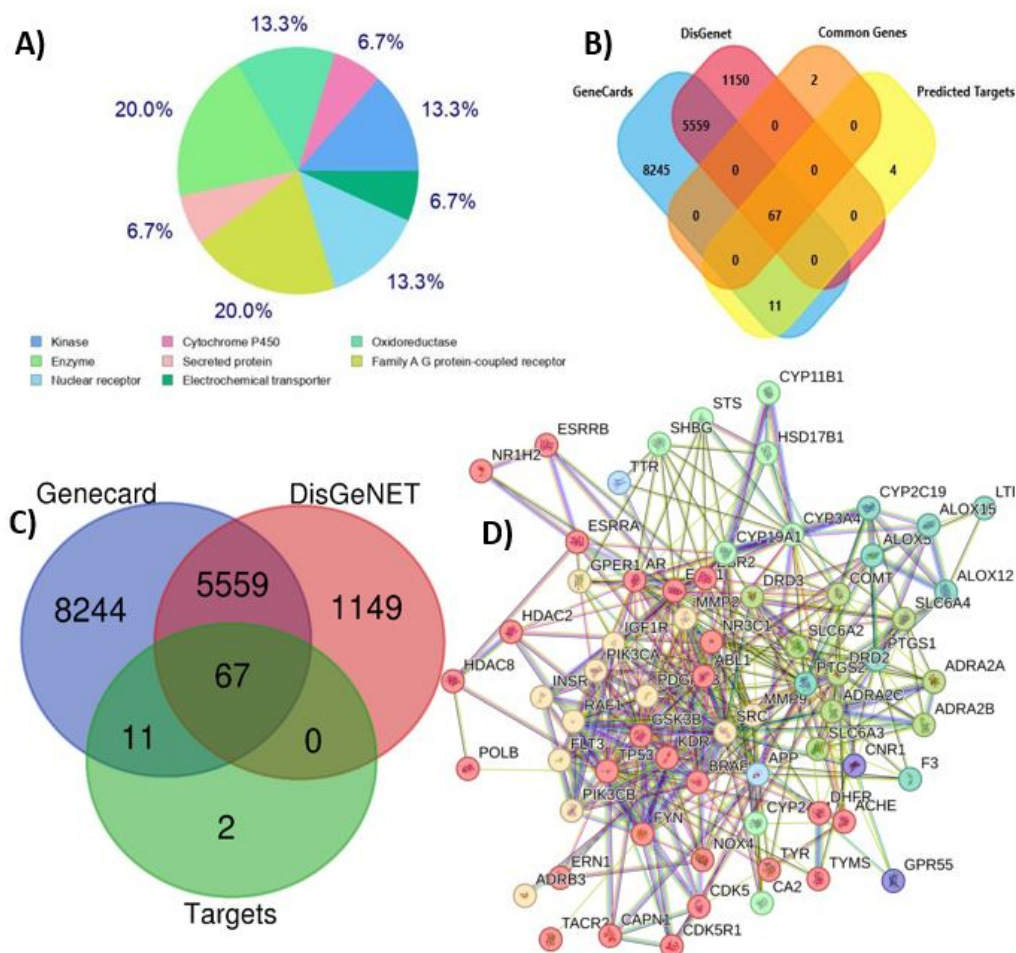 A)
13.3%
6.7%
13.3%
6.7%
13.3%
20.0%
6.7%
20.0%
Kinase
Cytochrome P450
Oxidoreductase
Enzyme
Secreted protein
Family A G protein-coupled receptor
Nuclear receptor
Electrochemical transporter
B)
DisGenet
Common Genes
GeneCards
Predicted Targets
1150
2
5559
0
0
8245
0
0
4
0
67
0
0
0
11
C)
Genecard
DisGeNET
8244
5559
1149
67
11
0
2
Targets
D)
CYP11B1
STS
ESRRB
SHBG
HSD17B1
NR1H2
TTR
CYP2C19
LTI
CYP3A4
ALOX15
ESRRA
CYP19A1
ALOX5
GPER1
AR
ESR2
DRD3
COMT
ALOX12
MMP2
HDAC2
IGF1R
NR3C1
SLC6A4
SLC6A2
PTGS1
PIK3CA
ABL1
DRD2
HDAC8
PTGS2
ADRA2A
INSR
MMP9
ADRA2C
RAF1
GSK3B
SRC
ADRA2B
SLC6A3
FLT3
KDR
CNR1
POLB
TP53
BRAF
APP
F3
PIK3CB
DHFR
CYP2
ACHE
FYN
NOX4
TYR
TYMS
GPR55
ERN1
ADRB3
CDK5
CA2
TACR2
CAPN1
CDK5R1